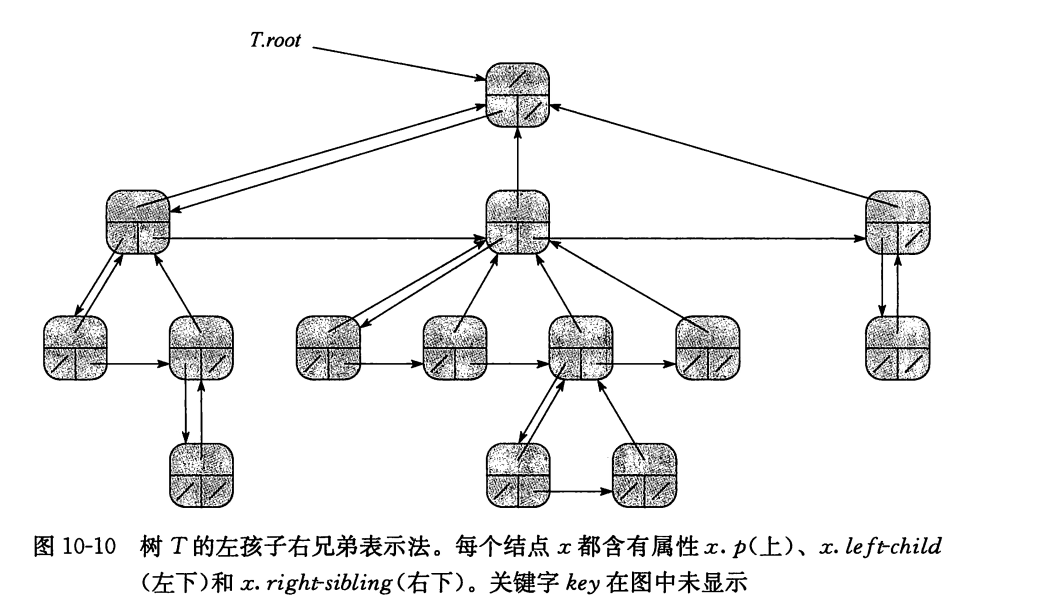 T.root
图 10-10 树 T 的左孩子右兄弟表示法。每个结点 x 都含有属性 x. p(上)、x. left-child
(左下)和 x. right-sibling(右下)。关键字 key 在图中未显示